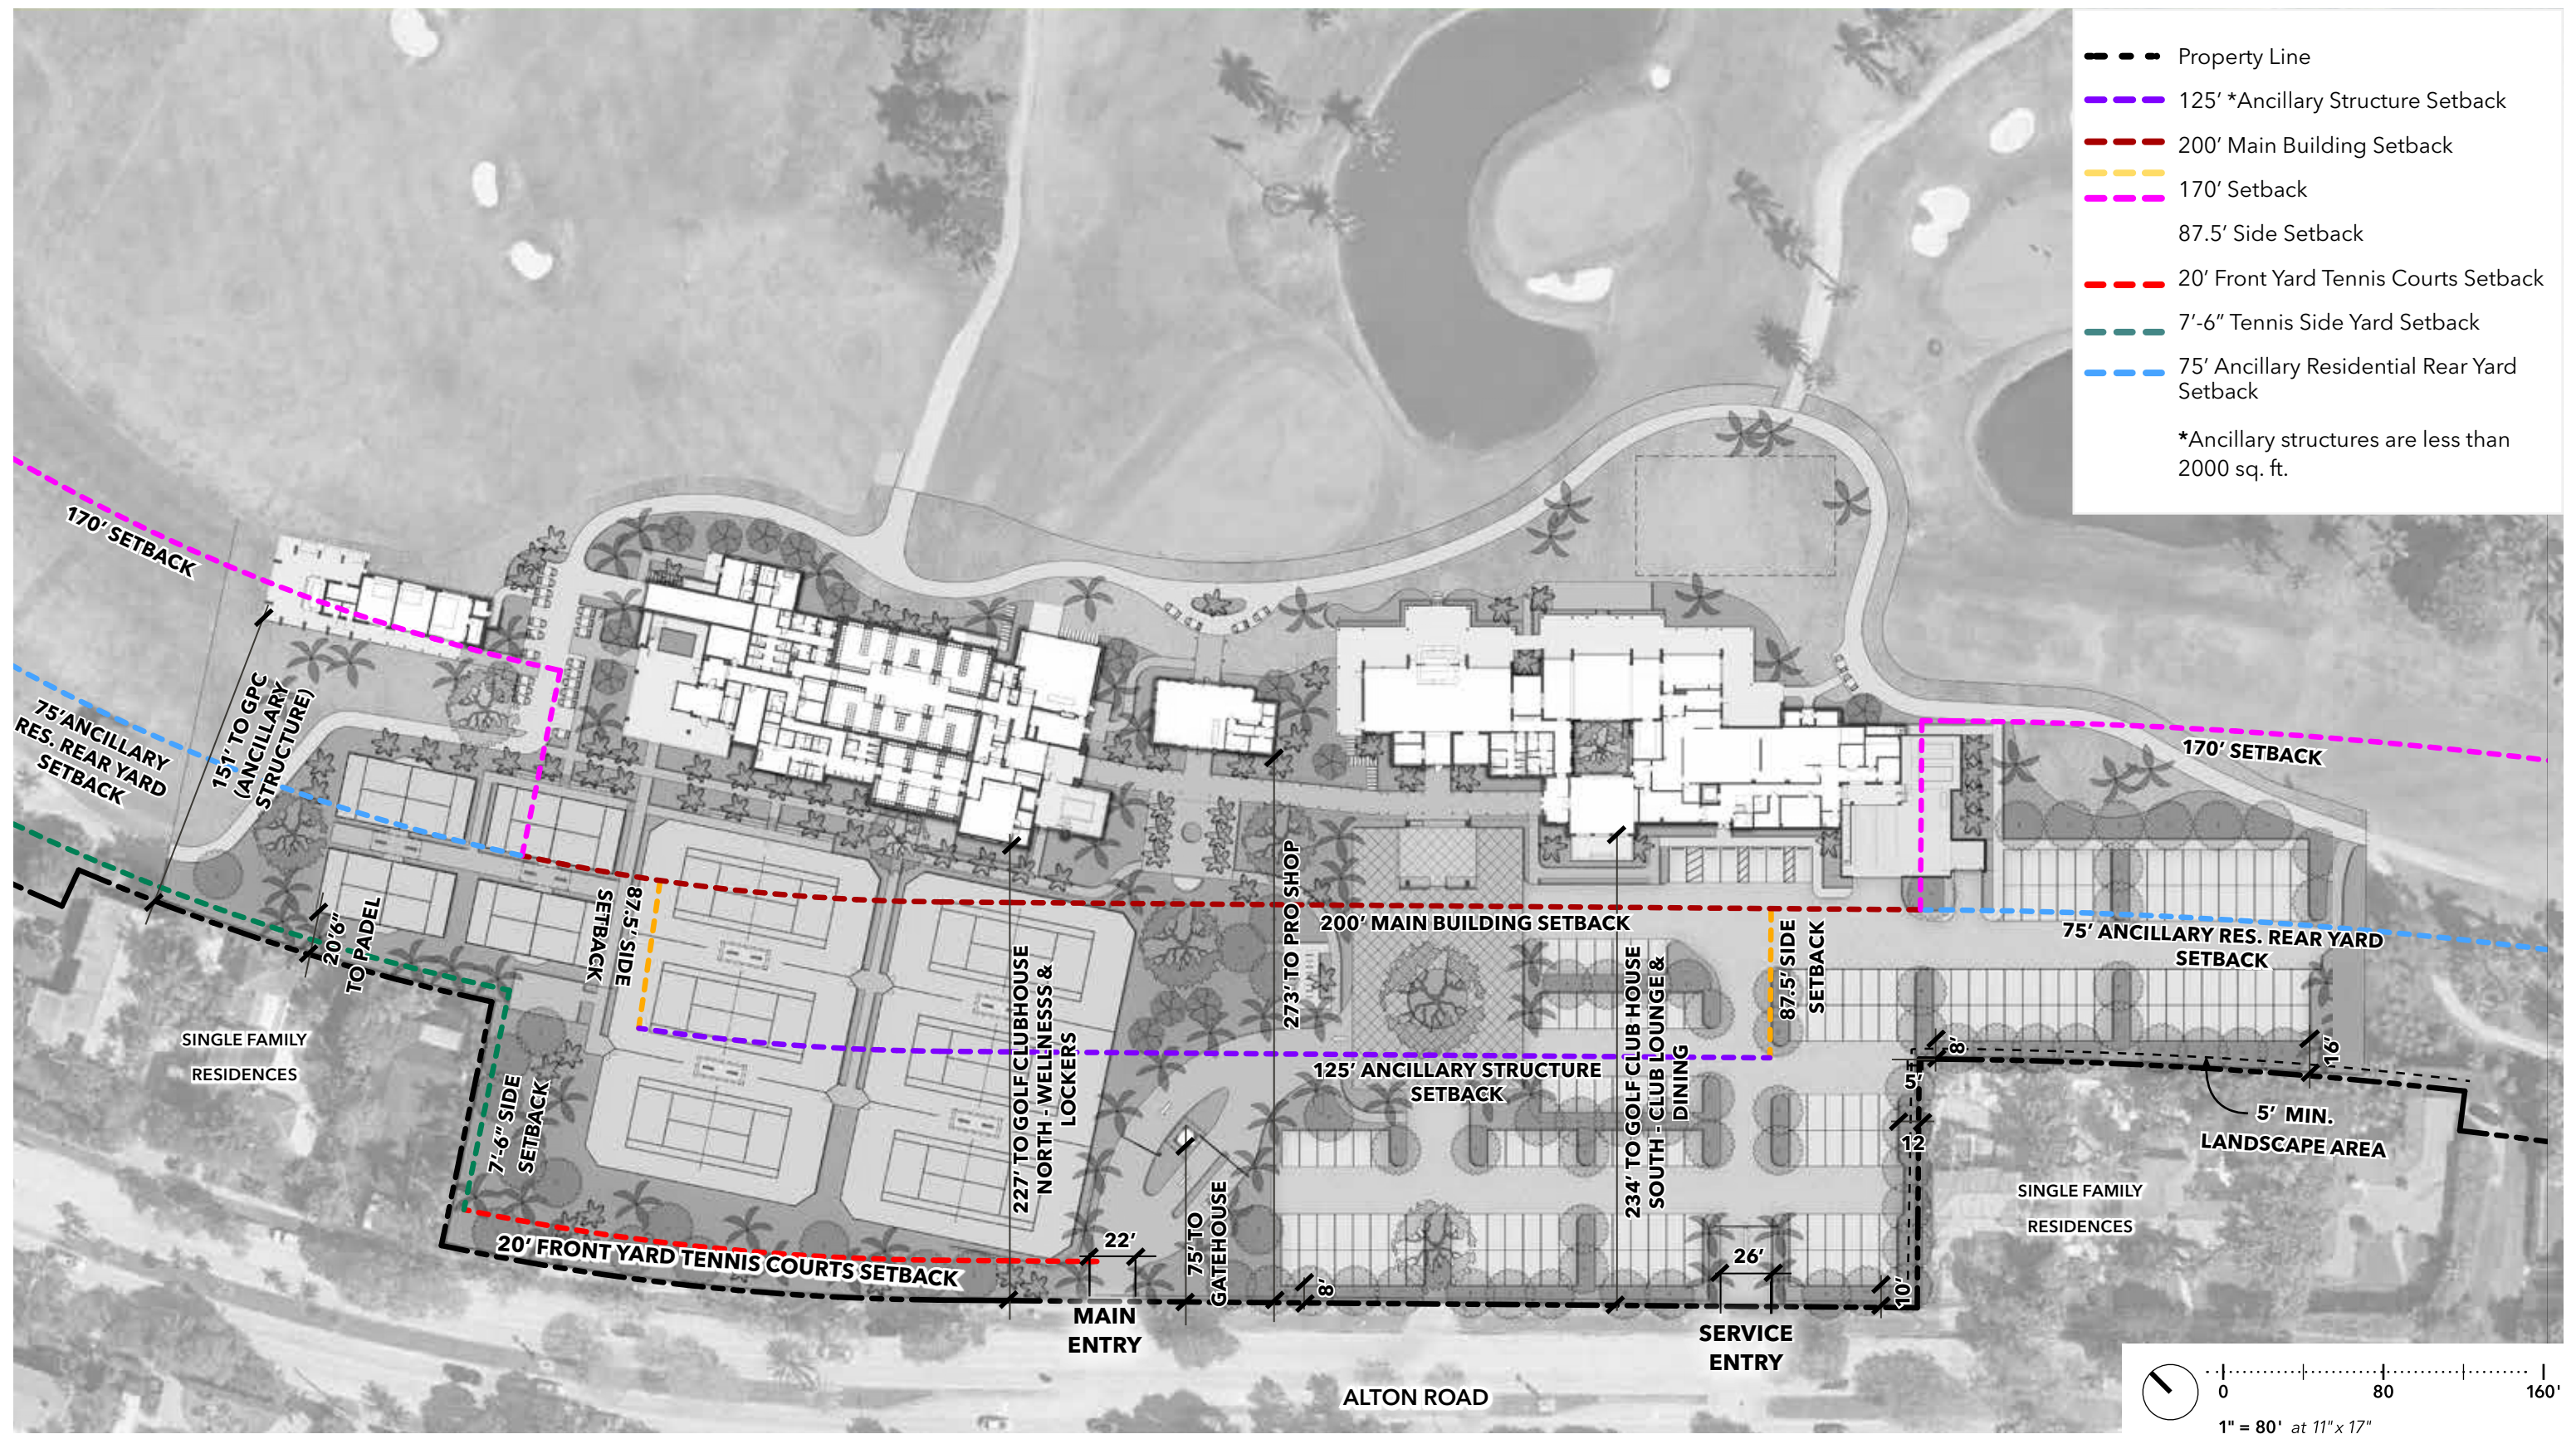 Property Line
125’ *Ancillary Structure Setback
200’ Main Building Setback
170’ Setback
87.5’ Side Setback
20’ Front Yard Tennis Courts Setback
7’-6” Tennis Side Yard Setback
75’ Ancillary Residential Rear Yard
Setback
*Ancillary structures are less than
2000 sq. ft.
170’ SETBACK
75’ANCILLARY
RES. REAR YARD
SETBACK
151’ TO GPC
(ANCILLARY
STRUCTURE)
20’6”
TO PADEL
87.5’ SIDE
SETBACK
SINGLE FAMILY
RESIDENCES
7’-6” SIDE
SETBACK
20’ FRONT YARD TENNIS COURTS SETBACK
227’ TO GOLF CLUBHOUSE
NORTH - WELLNESSS &
LOCKERS
22’
MAIN
ENTRY
75’ TO
GATEHOUSE
273’ TO PRO SHOP
8’
200’ MAIN BUILDING SETBACK
125’ ANCILLARY STRUCTURE
SETBACK
234’ TO GOLF CLUB HOUSE
SOUTH - CLUB LOUNGE &
DINING
87.5’ SIDE
SETBACK
26’
SERVICE
ENTRY
10’
170’ SETBACK
75’ ANCILLARY RES. REAR YARD
SETBACK
8’
5’
12
16’
5’ MIN.
LANDSCAPE AREA
SINGLE FAMILY
RESIDENCES
ALTON ROAD
0 80 160'
1" = 80' at 11"x 17"